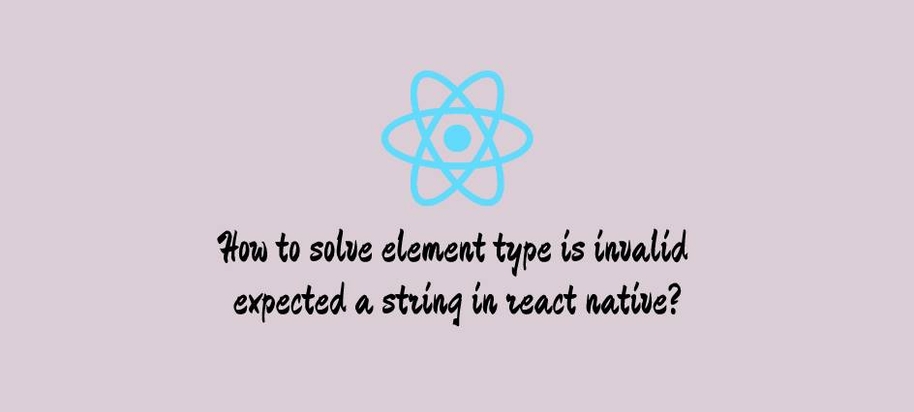 How to solve element type is invalid
expected a string in react native?